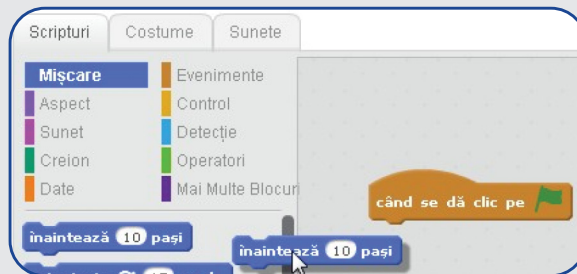 Scripturi Costume Sunete
Mișcare Evenimente
Aspect Control
Sunet Detecție
Creion Operatori
Date Mai Multe Blocuri
când se dă clic pe
înaintează 10 pași
înaintează 10 pași